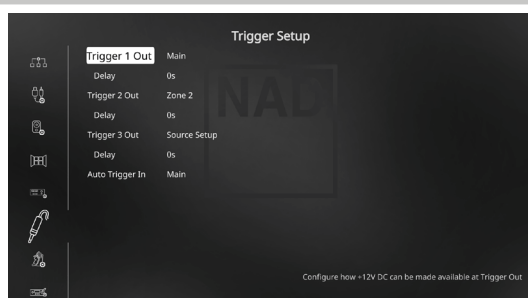 Trigger Setup
Trigger 1 Out Main
Delay 0s
Trigger 2 Out Zone 2
Delay 0s
Trigger 3 Out Source Setup
Delay 0s
Auto Trigger In Main
NAD
Configure how +12V DC can be made available at Trigger Out